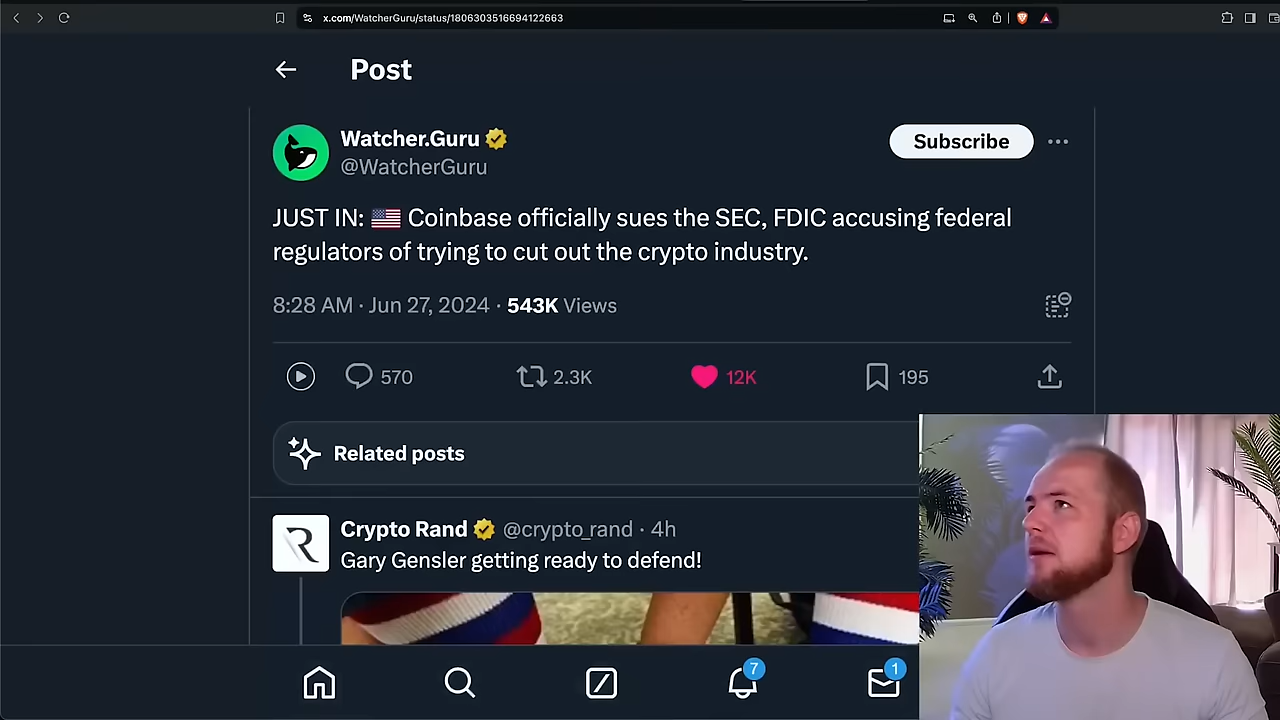 x.com/WatcherGuru/status/1806303516694122663
Post
Watcher.Guru
@WatcherGuru
Subscribe
JUST IN: 🇺🇸 Coinbase officially sues the SEC, FDIC accusing federal
regulators of trying to cut out the crypto industry.
8:28 AM · Jun 27, 2024 · 543K Views
570 2.3K 12K 195
Related posts
Crypto Rand @crypto_rand · 4h
Gary Gensler getting ready to defend!
7 1